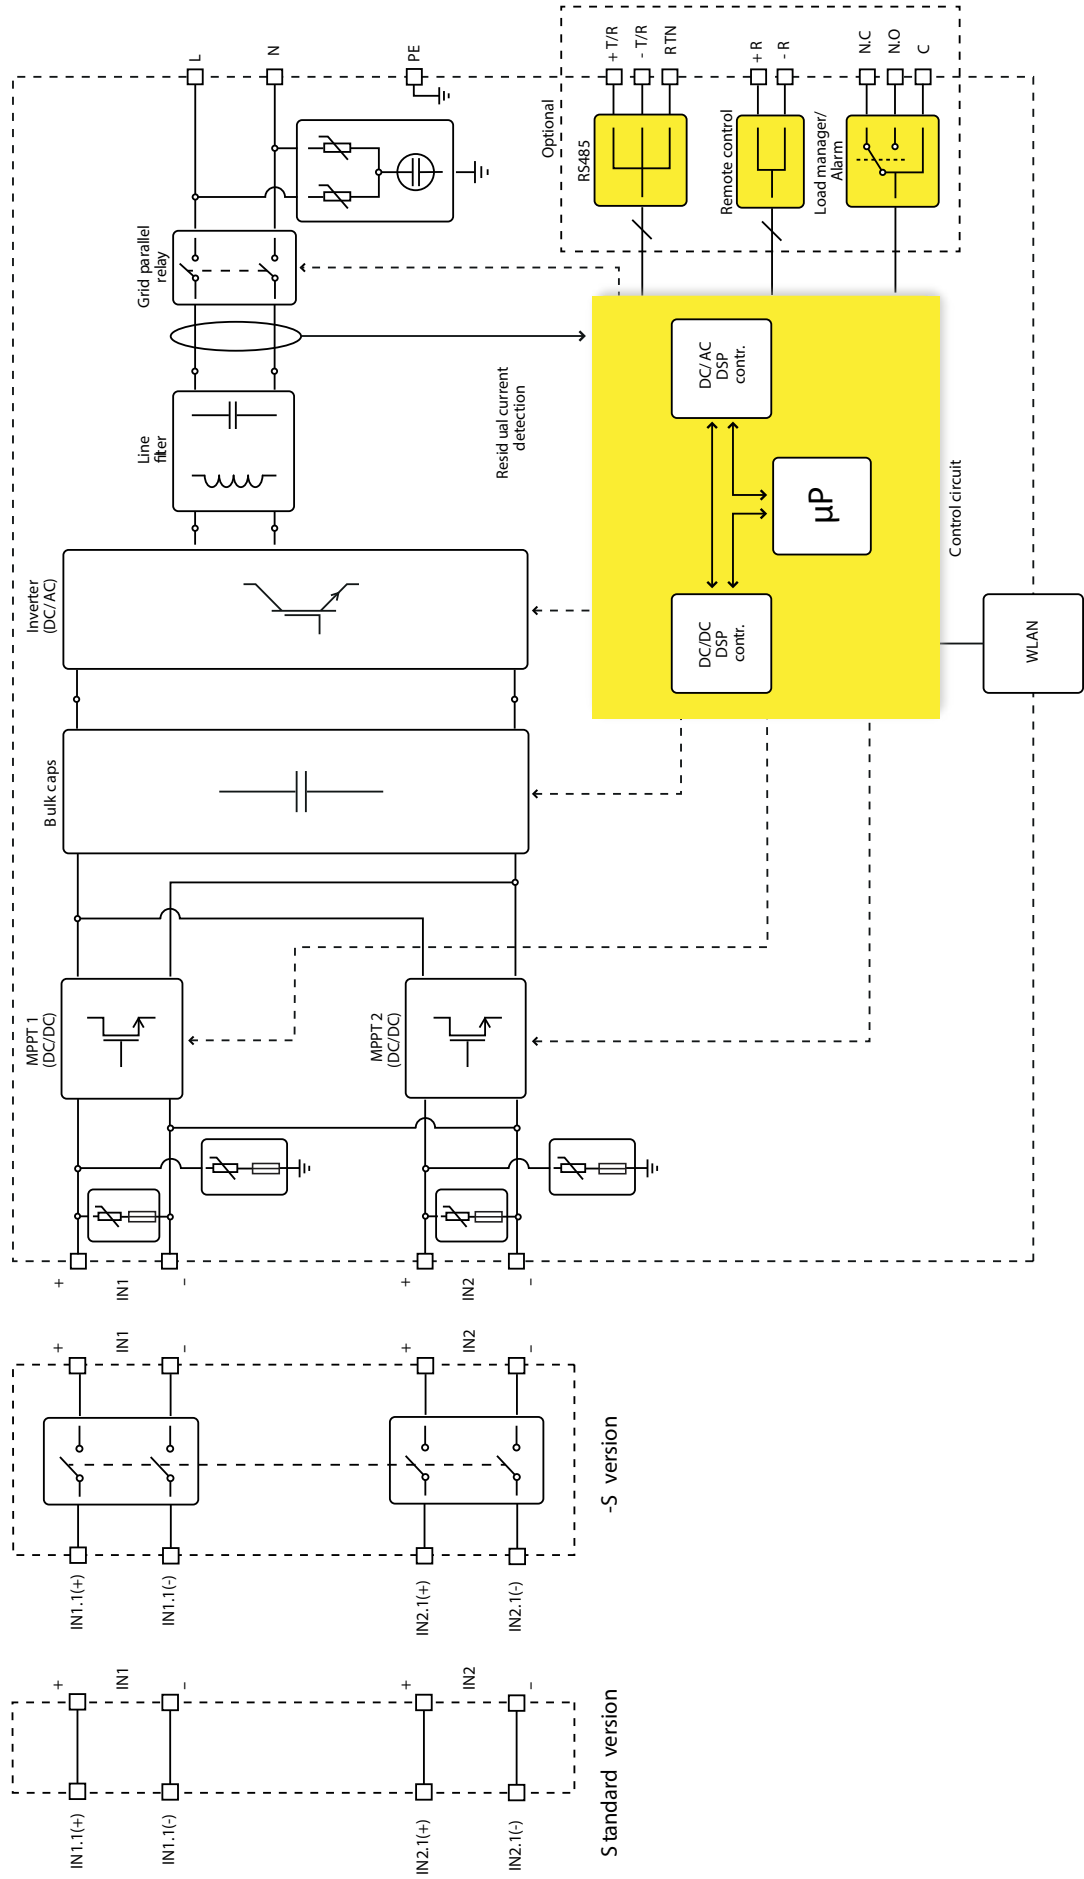 Standard version
IN1.1(+)
IN1.1(-)
IN2.1(+)
IN2.1(-)
+
IN1
-
+
IN2
-
-S version
IN1.1(+)
IN1.1(-)
IN2.1(+)
IN2.1(-)
+
IN1
-
+
IN2
-
+
IN1
-
+
IN2
-
MPPT 1
(DC/DC)
MPPT 2
(DC/DC)
Bulk caps
Inverter
(DC/AC)
Line
filter
Grid parallel
relay
L
N
PE
Residual current
detection
DC/DC
DSP
contr.
DC/AC
DSP
contr.
µP
Control circuit
WLAN
Optional
RS485
Remote control
Load manager/
Alarm
+ T/R
- T/R
RTN
+ R
- R
N.C
N.O
C